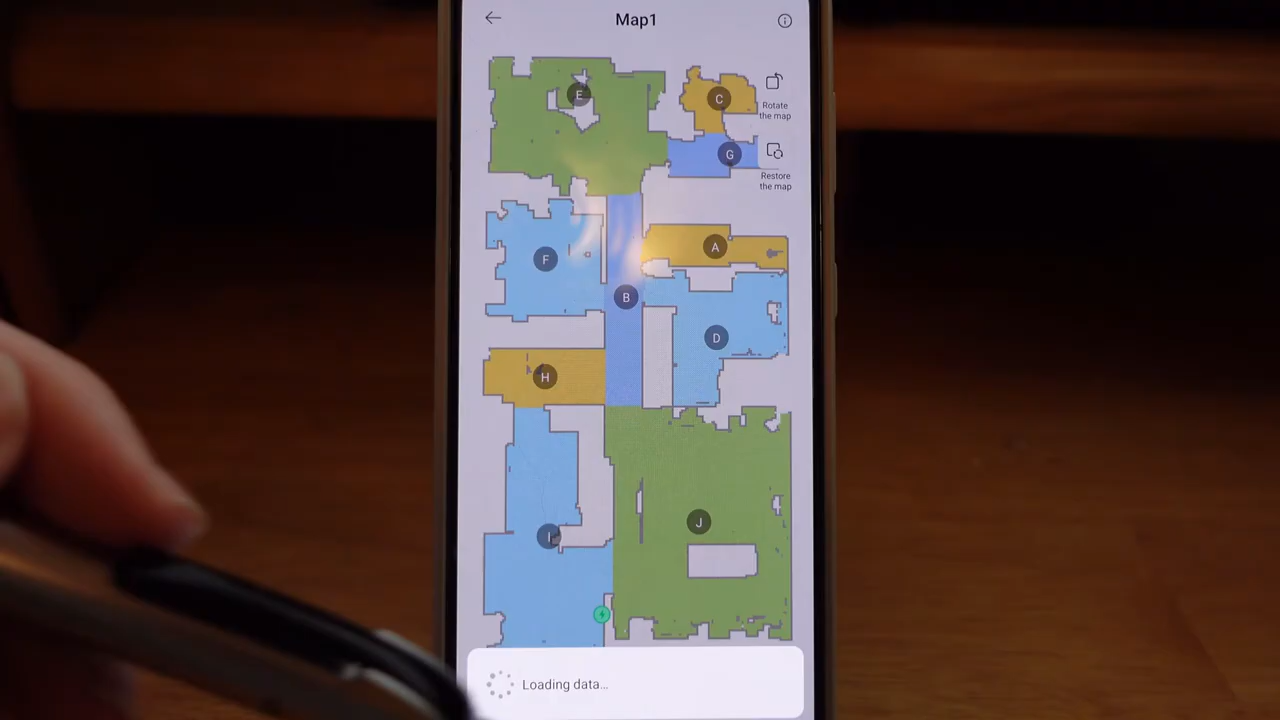 Map1
E
C
Rotate
the map
G
Restore
the map
A
F
B
D
H
J
I
Loading data...